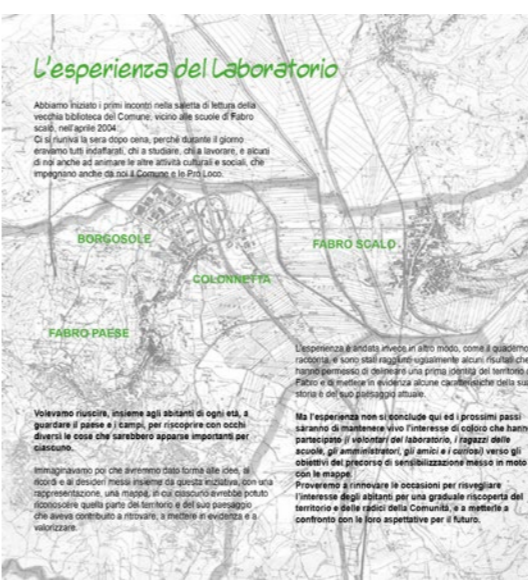 L'esperienza del Laboratorio
Abbiamo iniziato i primi incontri nella saletta di lettura della
vecchia biblioteca del Comune, vicino alle scuole di Fabro
scalo, nell'aprile 2004.
Ci si riuniva la sera dopo cena, perché durante il giorno
eravamo tutti indaffarati, chi a studiare, chi a lavorare, e alcuni
di noi anche ad animare le altre attività culturali e sociali, che
impegnano anche da noi il Comune e le Pro Loco.
BORGOSOLE
FABRO SCALO
COLONNETTA
FABRO PAESE
Volevamo riuscire, insieme agli abitanti di ogni età, a
guardare il paese e i campi, per riscoprire con occhi
diversi le cose che sarebbero apparse importanti per
ciascuno.
Immaginavamo poi che avremmo dato forma alle idee, ai
ricordi e ai desideri messi insieme da questa iniziativa, con una
rappresentazione, una mappa, in cui ciascuno avrebbe potuto
riconoscere quella parte del territorio e del suo paesaggio
che aveva contribuito a ritrovare, a mettere in evidenza e a
valorizzare.
L'esperienza è andata invece in altro modo, come il quaderno
racconta, e sono stati raggiunti ugualmente alcuni risultati che
hanno permesso di delineare una prima identità del territorio
Fabro e di mettere in evidenza alcune caratteristiche della sua
storia e del suo paesaggio attuale.
Ma l'esperienza non si conclude qui ed i prossimi passi
saranno di mantenere vivo l'interesse di coloro che hanno
partecipato (i volontari del laboratorio, i ragazzi delle
scuole, gli amministratori, gli amici e i curiosi) verso gli
obiettivi del precorso di sensibilizzazione messo in moto
con le mappe.
Proveremo a rinnovare le occasioni per risvegliare
l'interesse degli abitanti per una graduale riscoperta del
territorio e delle radici della Comunità, e a metterle a
confronto con le loro aspettative per il futuro.